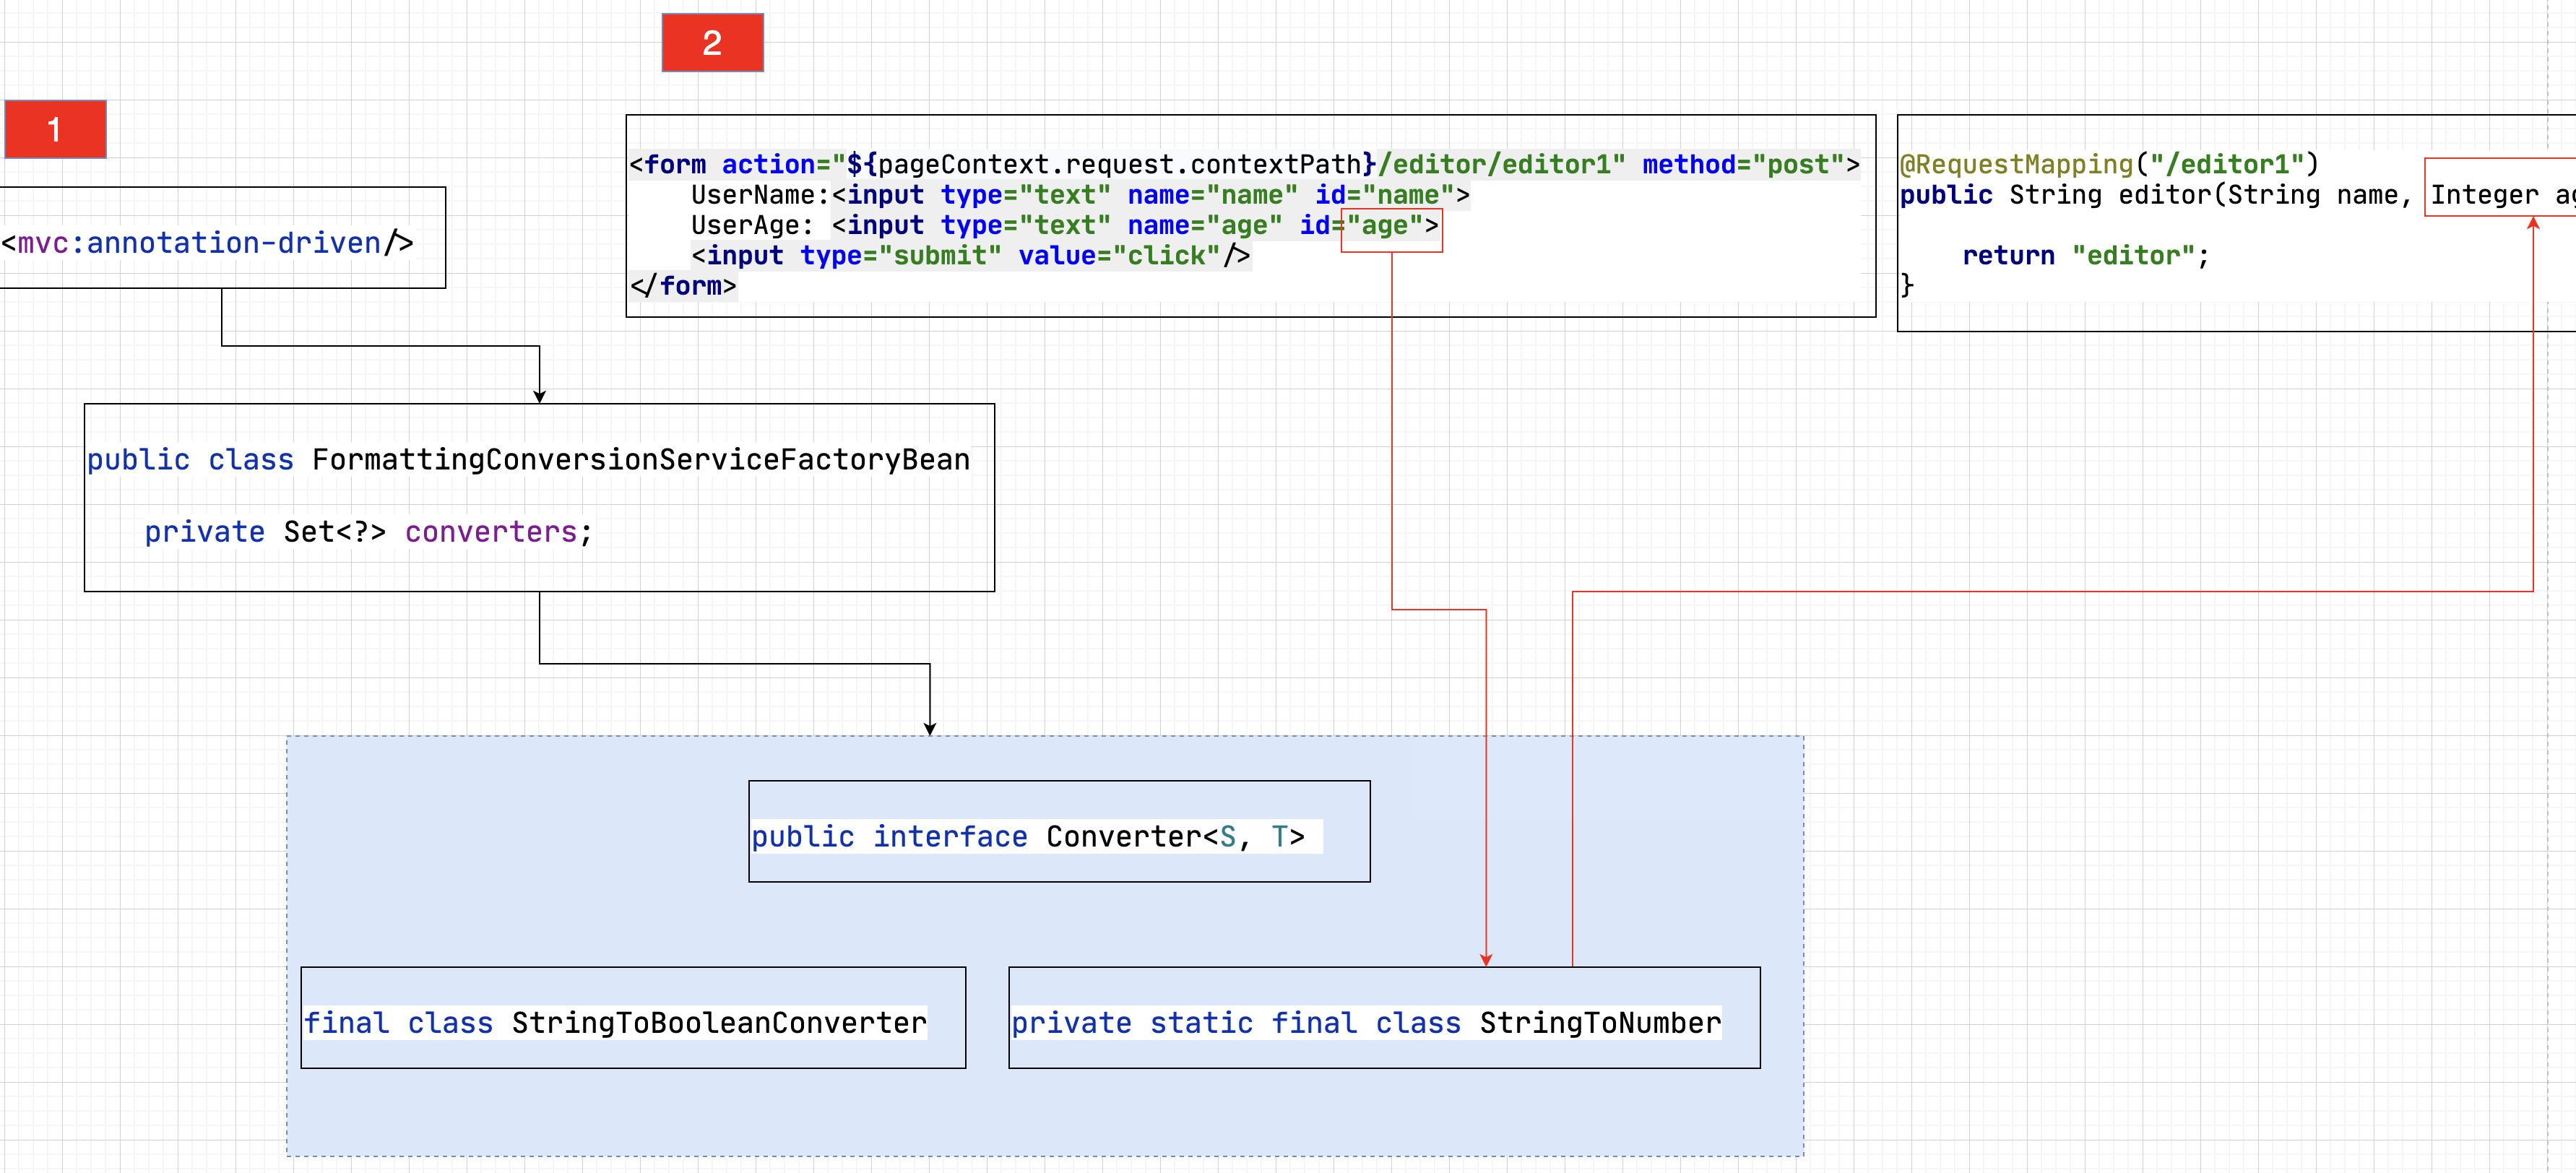 2
1
<form action="${pageContext.request.contextPath}/editor/editor1" method="post">
UserName:<input type="text" name="name" id="name">
UserAge: <input type="text" name="age" id="age">
<input type="submit" value="click"/>
</form>
@RequestMapping("/editor1")
public String editor(String name, Integer ag
return "editor";
}
<mvc:annotation-driven/>
public class FormattingConversionServiceFactoryBean
private Set<?> converters;
public interface Converter<S, T>
final class StringToBooleanConverter
private static final class StringToNumber